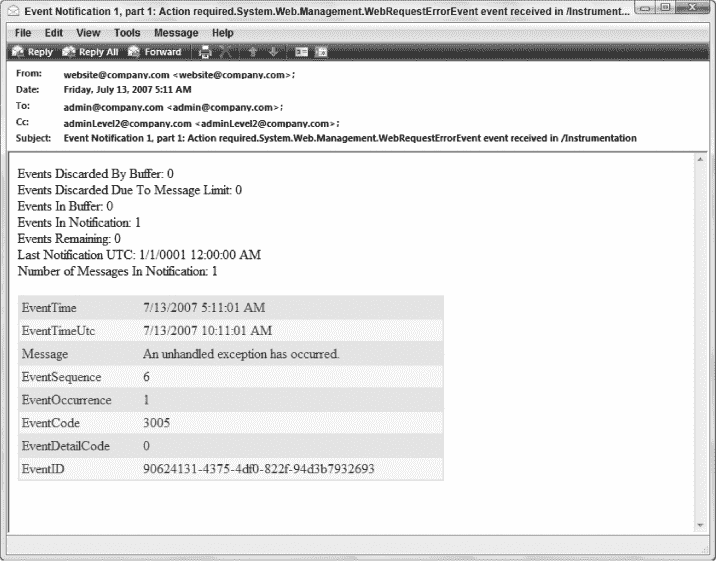 Event Notification 1, part 1: Action required.System.Web.Management.WebRequestErrorEvent event received in /Instrument...
File Edit View Tools Message Help
Reply Reply All Forward
From: website@company.com <website@company.com>;
Date: Friday, July 13, 2007 5:11 AM
To: admin@company.com <admin@company.com>;
Cc: adminLevel2@company.com <adminLevel2@company.com>;
Subject: Event Notification 1, part 1: Action required.System.Web.Management.WebRequestErrorEvent event received in /Instrumentation
Events Discarded By Buffer: 0
Events Discarded Due To Message Limit: 0
Events In Buffer: 0
Events In Notification: 1
Events Remaining: 0
Last Notification UTC: 1/1/0001 12:00:00 AM
Number of Messages In Notification: 1
EventTime 7/13/2007 5:11:01 AM
EventTimeUtc 7/13/2007 10:11:01 AM
Message An unhandled exception has occurred.
EventSequence 6
EventOccurrence 1
EventCode 3005
EventDetailCode 0
EventID 90624131-4375-4df0-822f-94d3b7932693